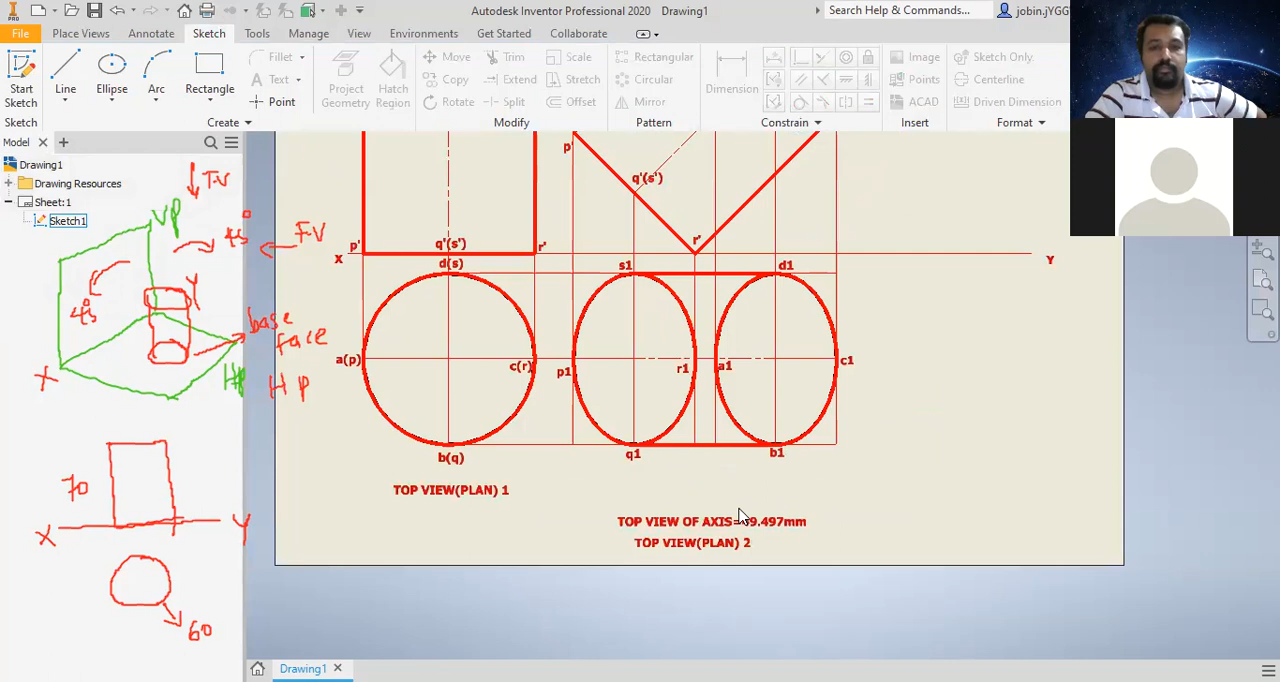 Autodesk Inventor Professional 2020 Drawing1
Search Help & Commands...
jobin.jYGG
File Place Views Annotate Sketch Tools Manage View Environments Get Started Collaborate
Start Sketch
Line
Ellipse
Arc
Rectangle
Fillet
Text
Point
Project Geometry
Hatch Region
Move
Copy
Rotate
Trim
Extend
Split
Scale
Stretch
Offset
Rectangular
Circular
Mirror
Dimension
Image
Points
ACAD
Sketch Only
Centerline
Driven Dimension
Sketch
Create
Modify
Pattern
Constrain
Insert
Format
Model
Drawing1
Drawing Resources
Sheet:1
Sketch1
T.V
VP
45°
F.V
45°
Y
base
face
X
HP
HP
70
X
Y
60
p'
q'(s')
r'
p'
q'(s')
r'
X
Y
d(s)
s1
d1
a(p)
c(r)
p1
r1
a1
c1
b(q)
q1
b1
TOP VIEW(PLAN) 1
TOP VIEW OF AXIS=
TOP VIEW(PLAN) 2
Drawing1